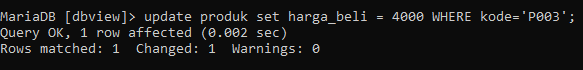 MariaDB [dbview]> update produk set harga_beli = 4000 WHERE kode='P003';
Query OK, 1 row affected (0.002 sec)
Rows matched: 1  Changed: 1  Warnings: 0